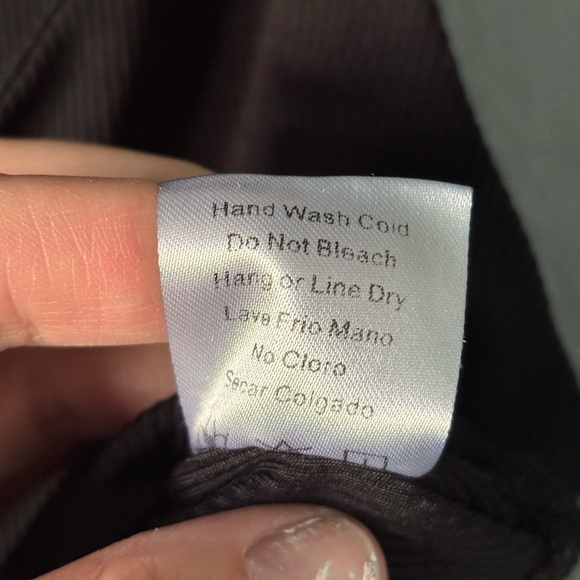 Hand Wash Cold
Do Not Bleach
Hang or Line Dry
Lave Frio Mano
No Cloro
Secar Colgado